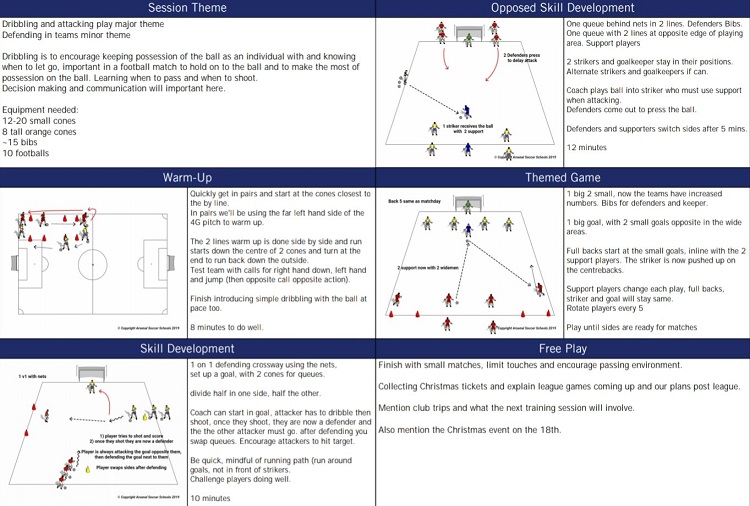 Session Theme
Dribbling and attacking play major theme
Defending in teams minor theme
Dribbling is to encourage keeping possession of the ball as an individual with and knowing
when to let go, important in a football match to hold on to the ball and to make the most of
possession on the ball. Learning when to pass and when to shoot.
Decision making and communication will important here.
Equipment needed:
12-20 small cones
8 tall orange cones
~15 bibs
10 footballs
Opposed Skill Development
2 Defenders press
to delay attack
1 striker receives the ball
with 2 support
© Copyright Arsenal Soccer Schools 2019
One queue behind nets in 2 lines. Defenders Bibs.
One queue with 2 lines at opposite edge of playing
area. Support players
2 strikers and goalkeeper stay in their positions.
Alternate strikers and goalkeepers if can.
Coach plays ball into striker who must use support
when attacking.
Defenders come out to press the ball.
Defenders and supporters switch sides after 5 mins.
12 minutes
Warm-Up
© Copyright Arsenal Soccer Schools 2019
Quickly get in pairs and start at the cones closest to
the by line.
In pairs we'll be using the far left hand side of the
4G pitch to warm up.
The 2 lines warm up is done side by side and run
starts down the centre of 2 cones and turn at the
end to run back down the outside.
Test team with calls for right hand down, left hand
and jump (then opposite call opposite action).
Finish introducing simple dribbling with the ball at
pace too.
8 minutes to do well.
Themed Game
Back 5 same as matchday
2 support now with 2 widemen
© Copyright Arsenal Soccer Schools 2019
1 big 2 small, now the teams have increased
numbers. Bibs for defenders and keeper.
1 big goal, with 2 small goals opposite in the wide
areas.
Full backs start at the small goals, inline with the 2
support players. The striker is now pushed up on
the centrebacks.
Support players change each play, full backs,
striker and goal will stay same.
Rotate players every 5
Play until sides are ready for matches
Skill Development
1 v1 with nets
1) player tries to shot and score
2) once they shot they are now a defender
Player is always attacking the goal opposite them,
then defending the goal next to them
Player swaps sides after defending
© Copyright Arsenal Soccer Schools 2019
1 on 1 defending crossway using the nets,
set up a goal, with 2 cones for queues.
divide half in one side, half the other.
Coach can start in goal, attacker has to dribble then
shoot, once they shoot, they are now a defender and
the the other attacker must go. after defending you
swap queues. Encourage attackers to hit target.
Be quick, mindful of running path (run around
goals, not in front of strikers.
Challenge players doing well.
10 minutes
Free Play
Finish with small matches, limit touches and encourage passing environment.
Collecting Christmas tickets and explain league games coming up and our plans post league.
Mention club trips and what the next training session will involve.
Also mention the Christmas event on the 18th.